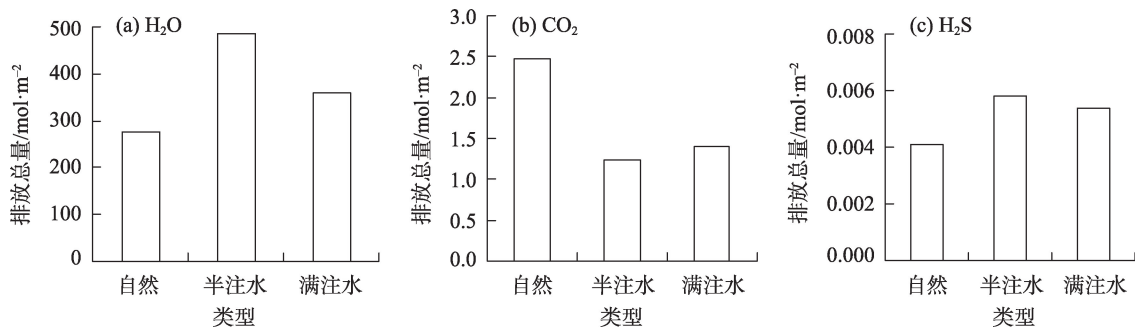 (a) H₂O
排放总量/mol·m⁻²
500
400
300
200
100
0
自然 半注水 满注水
类型
(b) CO₂
排放总量/mol·m⁻²
3.0
2.5
2.0
1.5
1.0
0.5
0.0
自然 半注水 满注水
类型
(c) H₂S
排放总量/mol·m⁻²
0.008
0.006
0.004
0.002
0.000
自然 半注水 满注水
类型